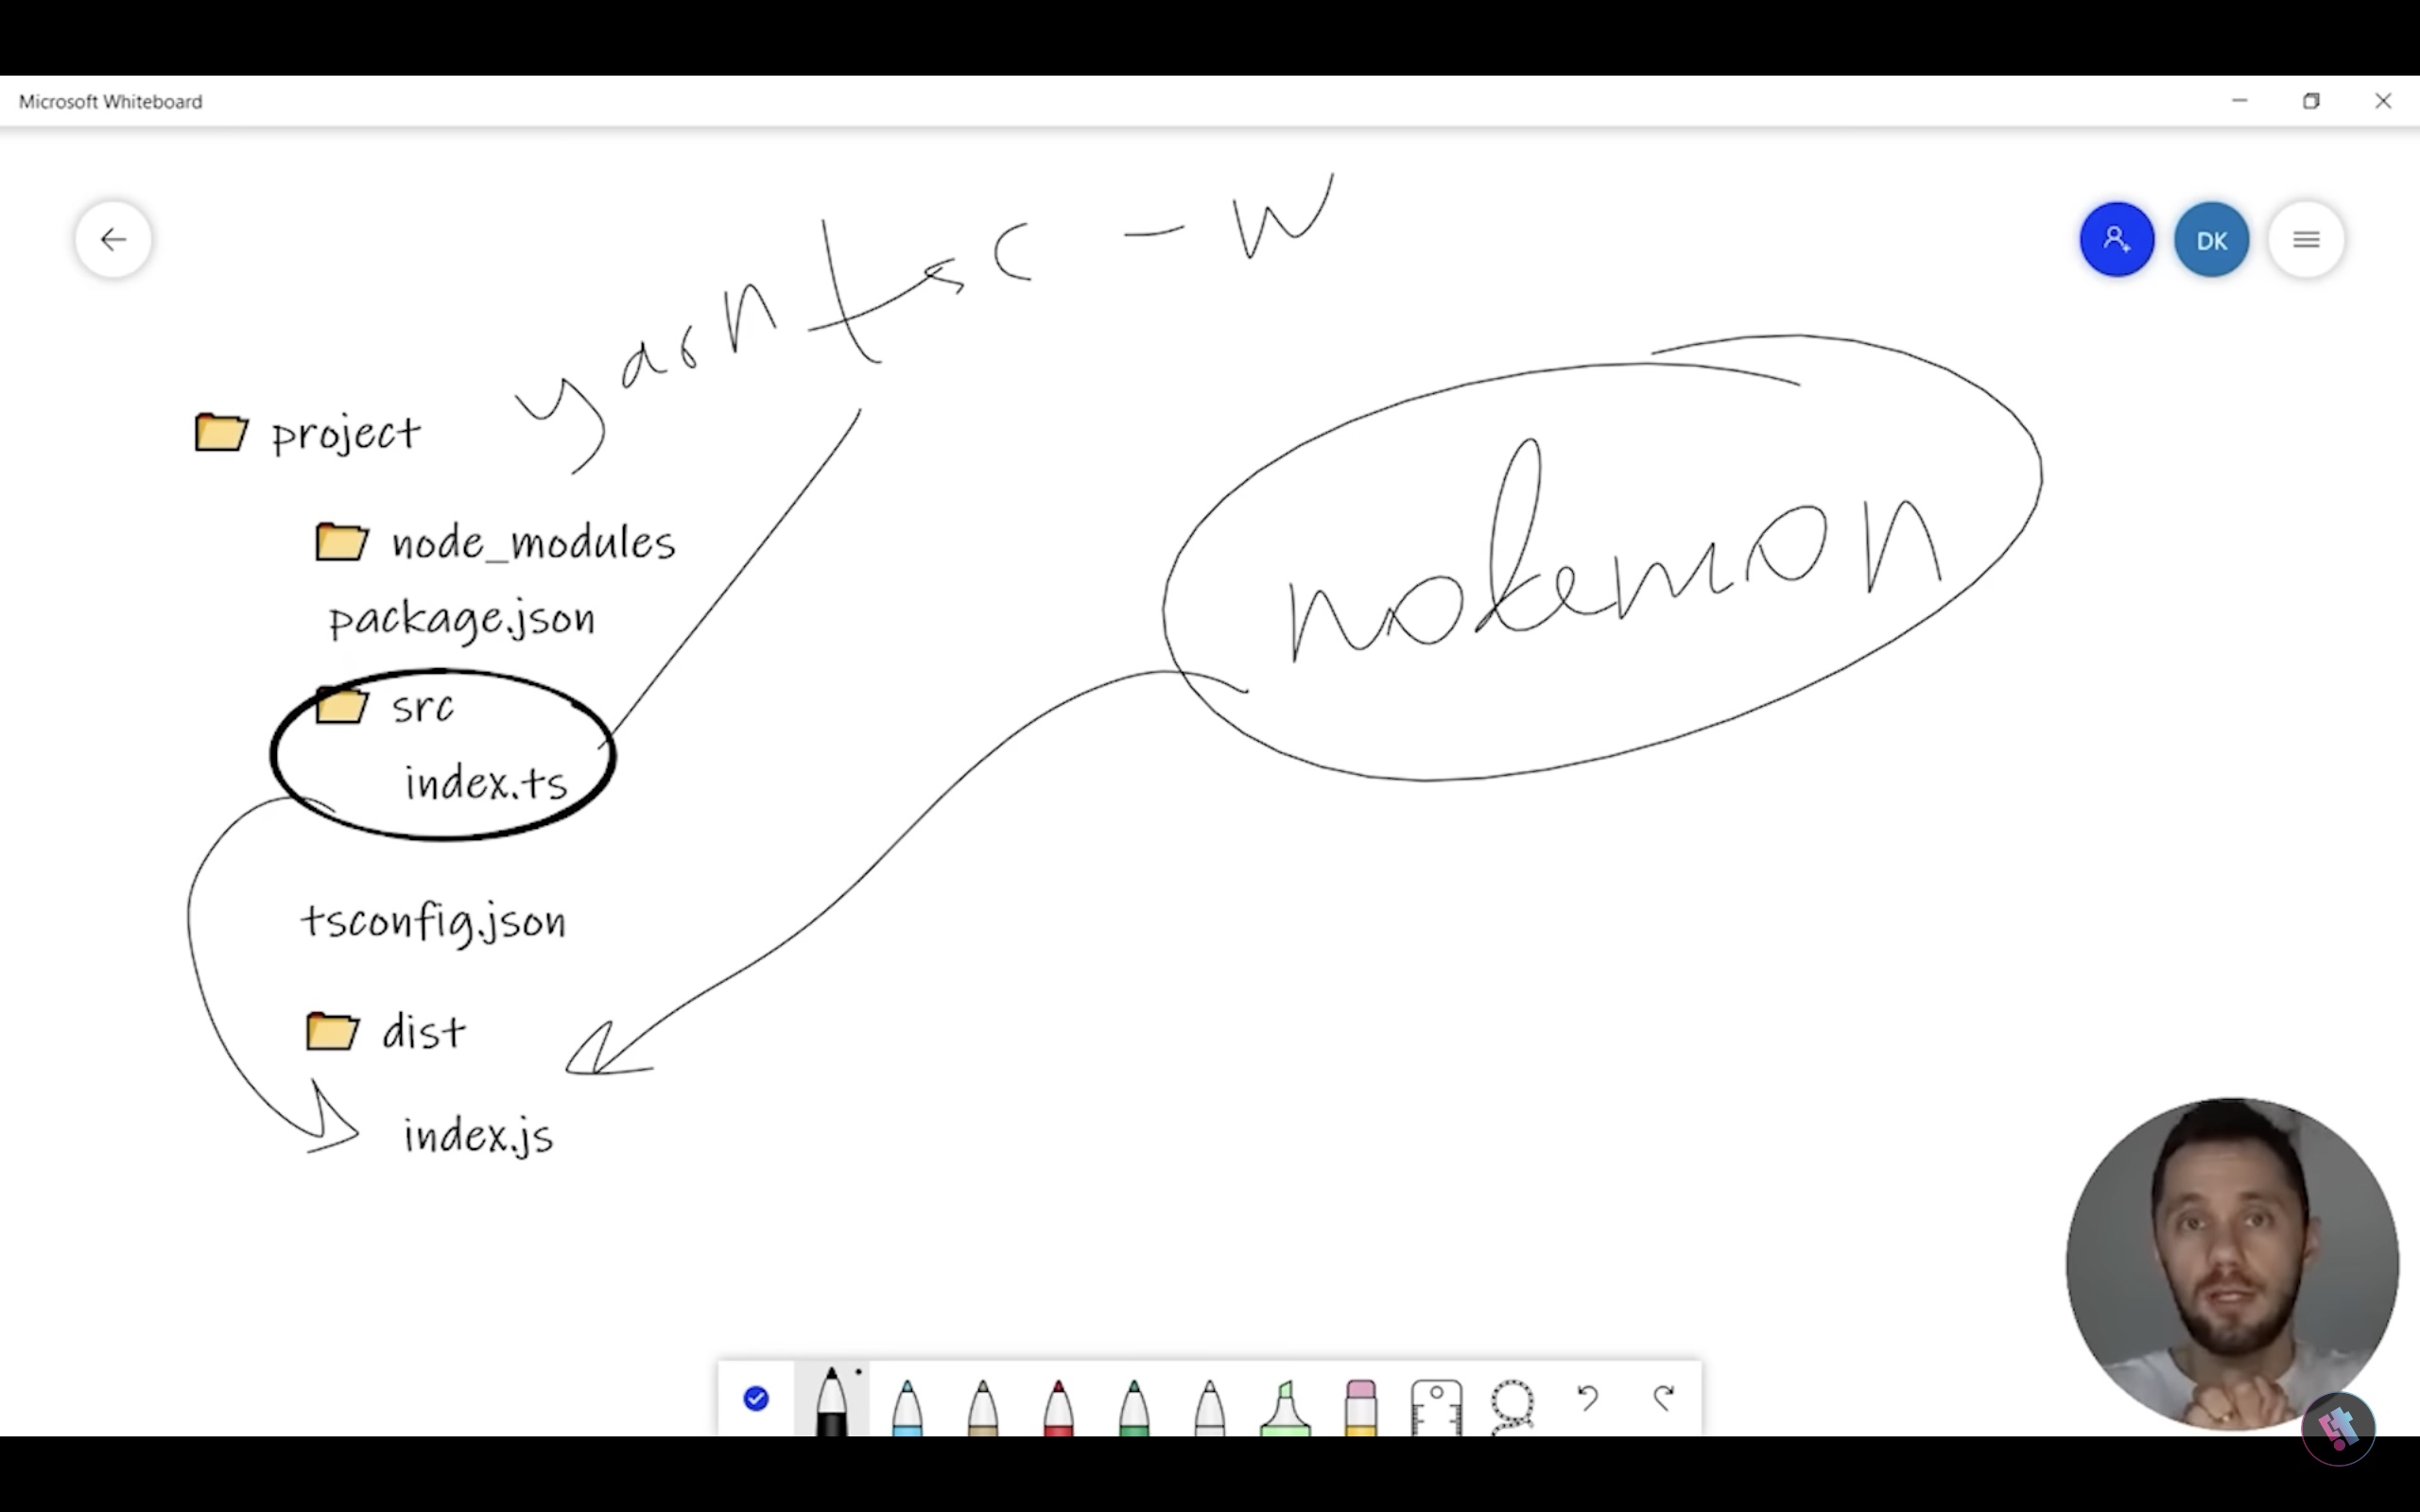 Microsoft Whiteboard
yarn tsc - w
DK
project
nodemon
node_modules
package.json
src
index.ts
tsconfig.json
dist
index.js